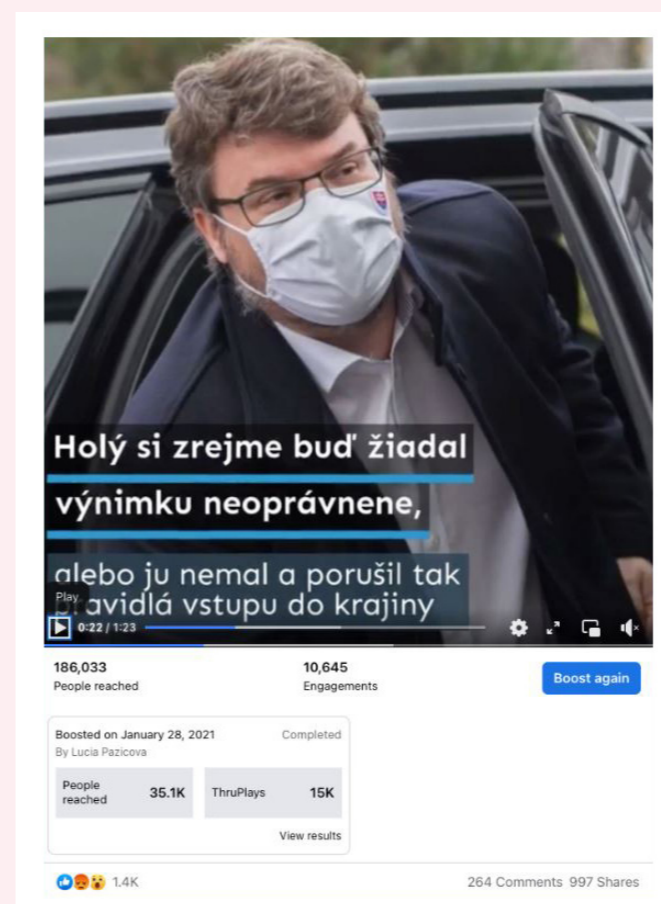 Holý si zrejme buď žiadal
výnimku neoprávnene,
alebo ju nemal a porušil tak
pravidlá vstupu do krajiny
Play
0:22 / 1:23
186,033
People reached
10,645
Engagements
Boost again
Boosted on January 28, 2021
Completed
By Lucia Pazicova
People reached
35.1K
ThruPlays
15K
View results
1.4K
264 Comments 997 Shares